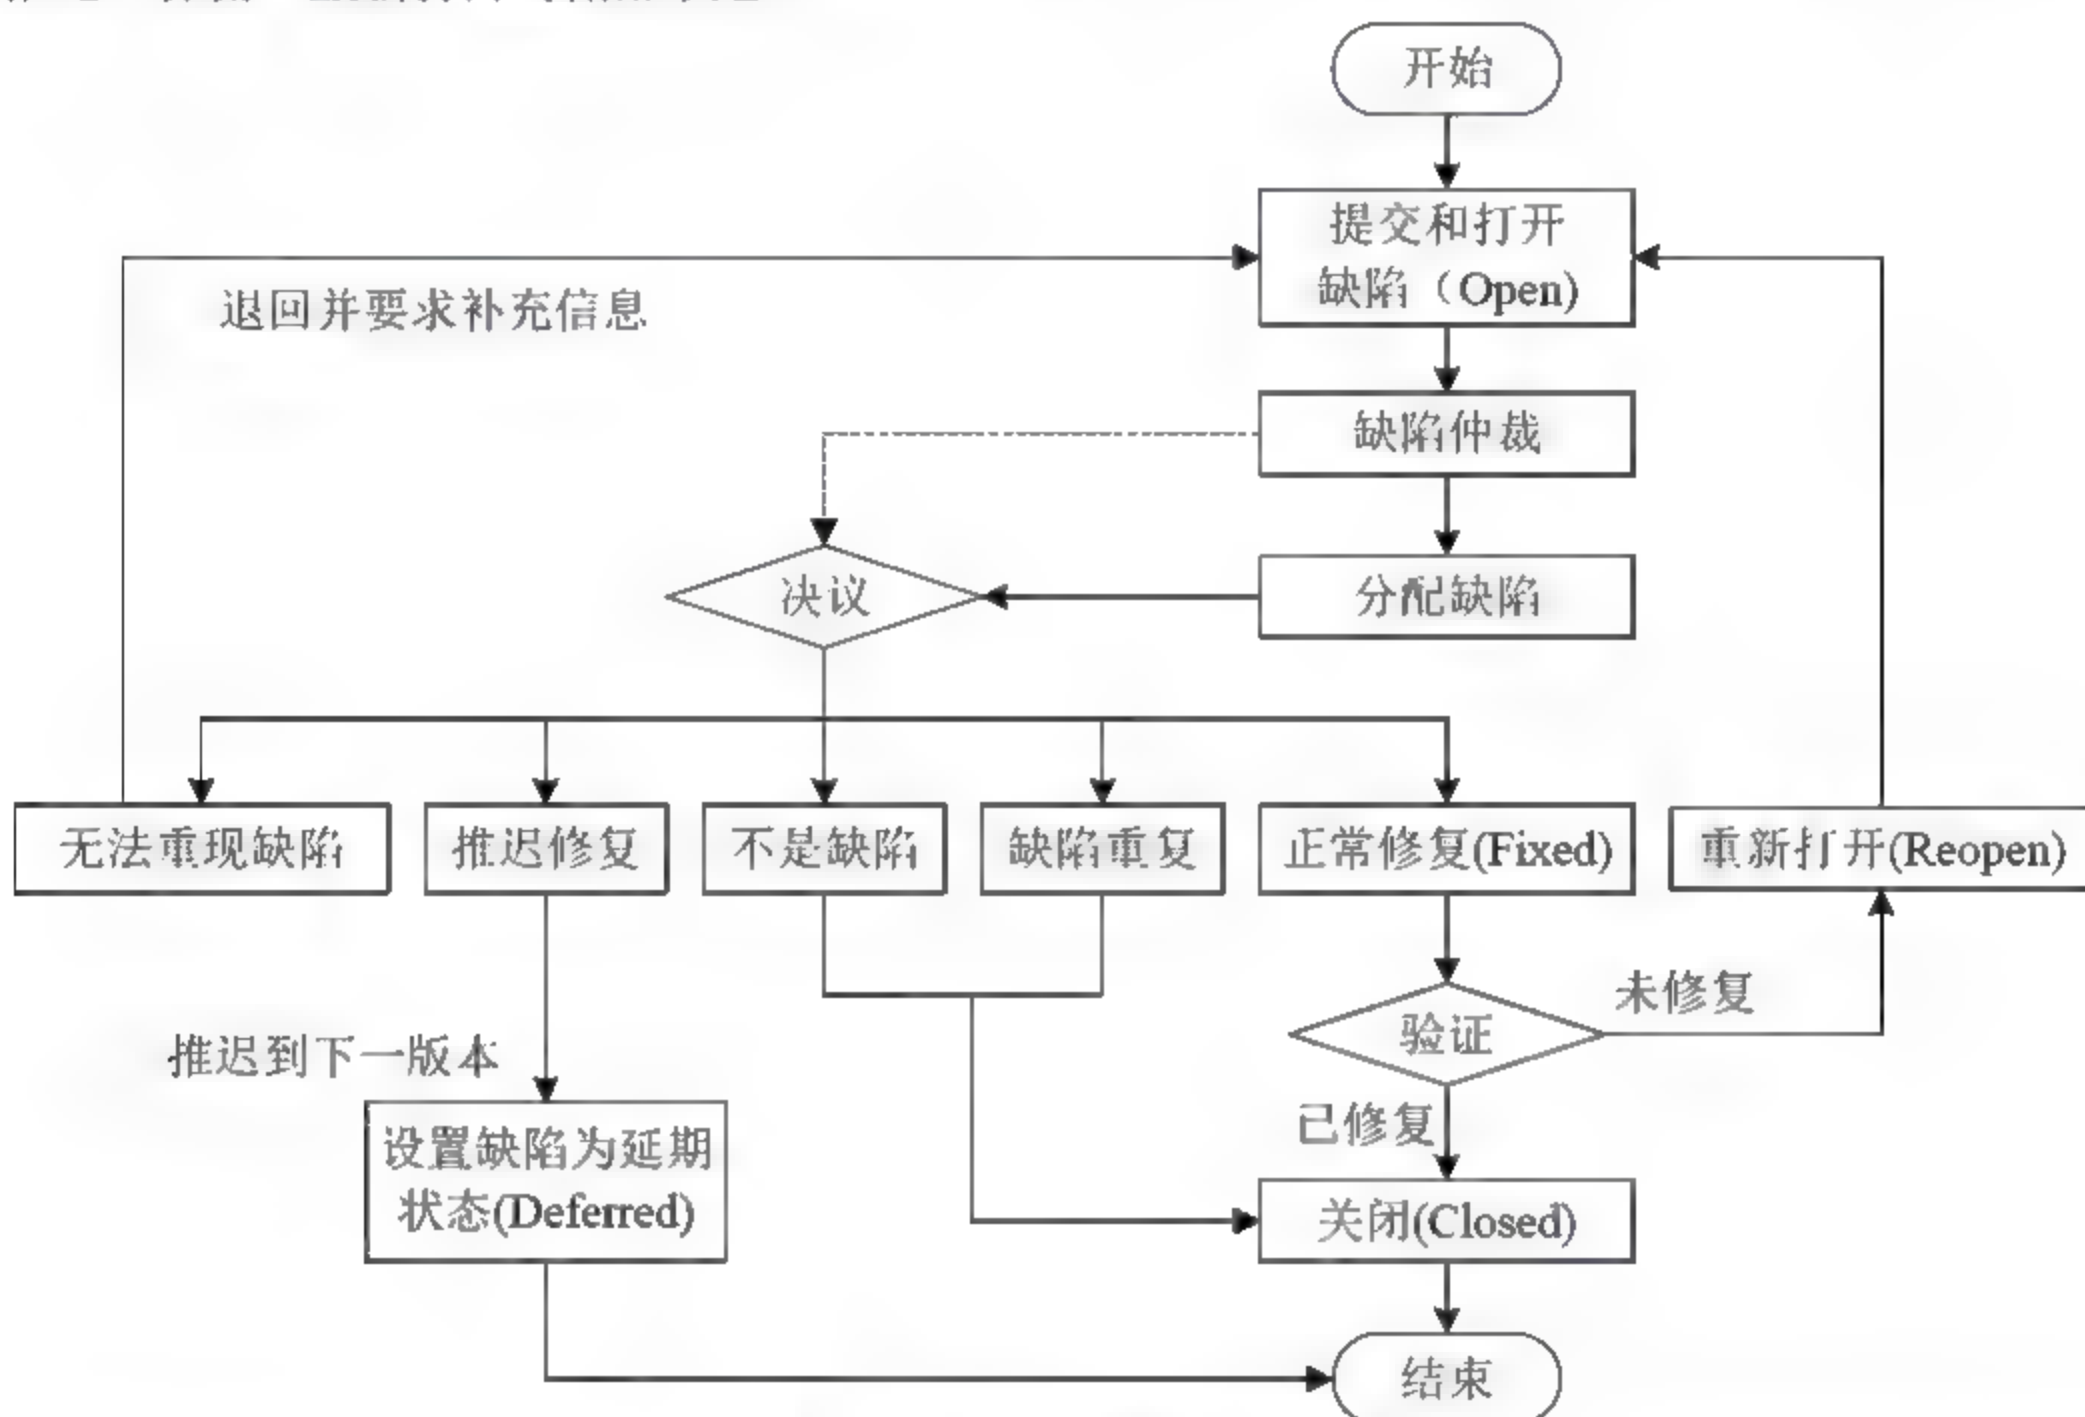 开始
提交和打开
缺陷（Open)
退回并要求补充信息
缺陷仲裁
决议
分配缺陷
无法重现缺陷
推迟修复
不是缺陷
缺陷重复
正常修复(Fixed)
重新打开(Reopen)
未修复
验证
推迟到下一版本
已修复
设置缺陷为延期
状态(Deferred)
关闭(Closed)
结束